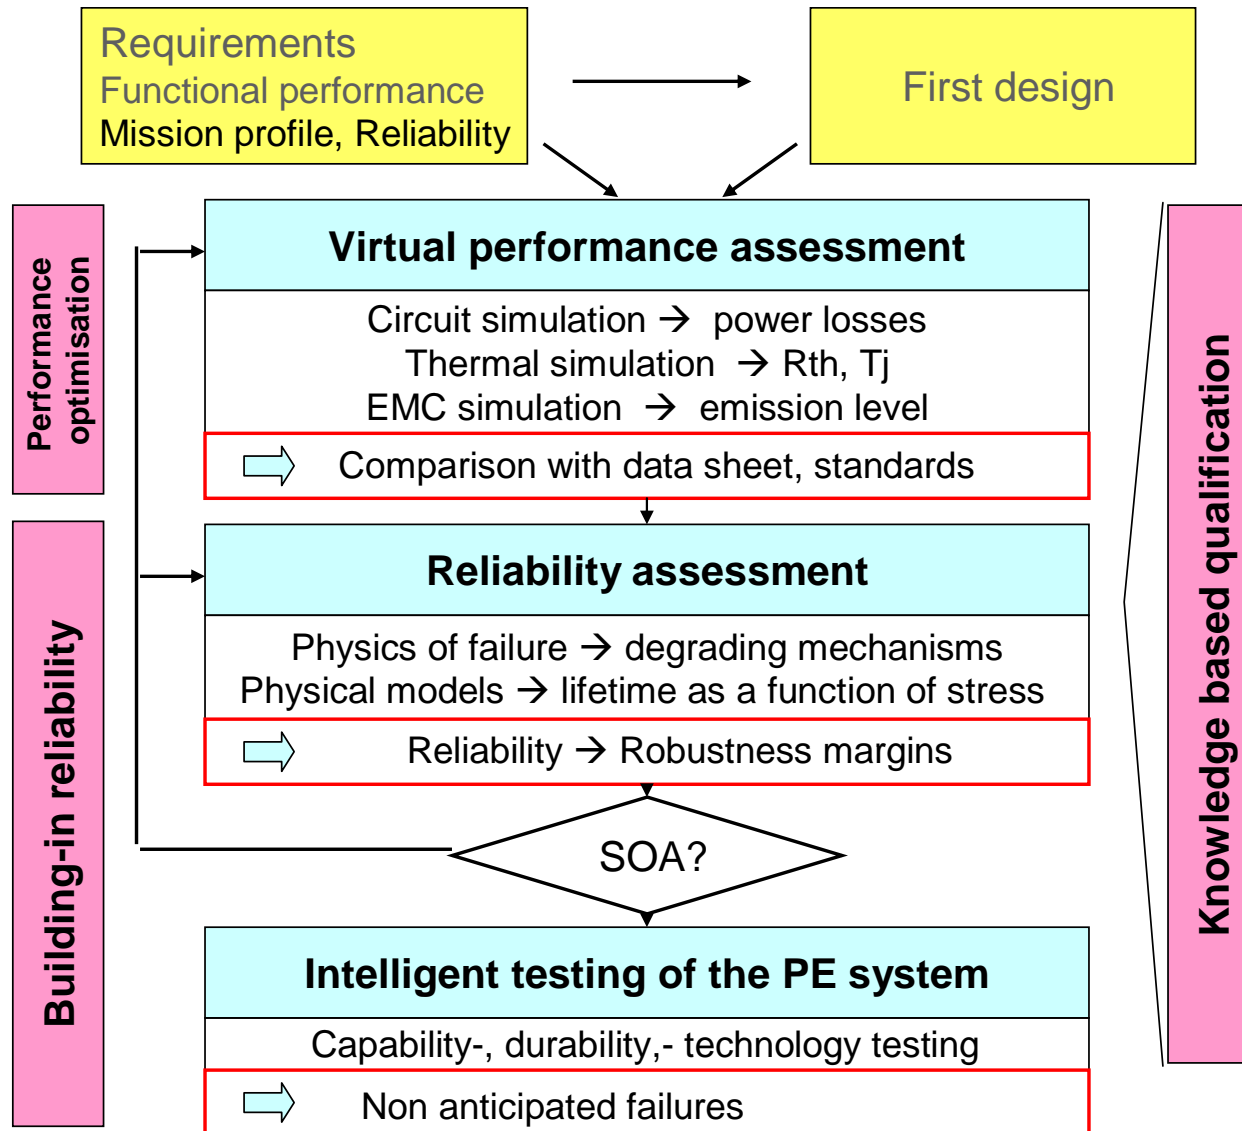 Requirements
Functional performance
Mission profile, Reliability
First design
Performance
optimisation
Virtual performance assessment
Circuit simulation → power losses
Thermal simulation → Rth, Tj
EMC simulation → emission level
Comparison with data sheet, standards
Knowledge based qualification
Building-in reliability
Reliability assessment
Physics of failure → degrading mechanisms
Physical models → lifetime as a function of stress
Reliability → Robustness margins
SOA?
Intelligent testing of the PE system
Capability-, durability,- technology testing
Non anticipated failures